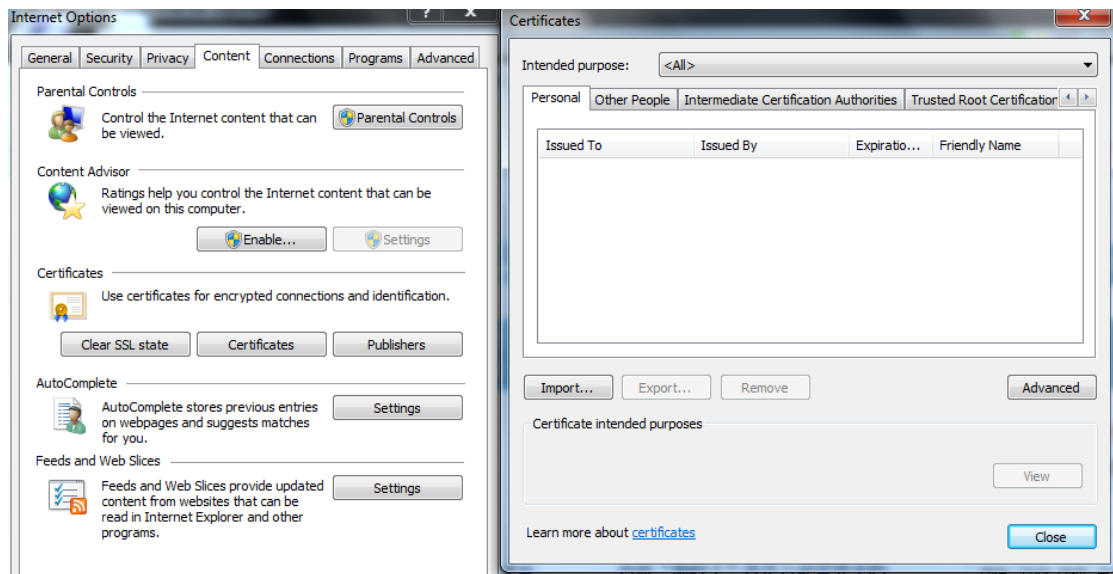 Internet Options
? X
General Security Privacy Content Connections Programs Advanced
Parental Controls
Control the Internet content that can
be viewed.
Parental Controls
Content Advisor
Ratings help you control the Internet content that can be
viewed on this computer.
Enable...
Settings
Certificates
Use certificates for encrypted connections and identification.
Clear SSL state
Certificates
Publishers
AutoComplete
AutoComplete stores previous entries
on webpages and suggests matches
for you.
Settings
Feeds and Web Slices
Feeds and Web Slices provide updated
content from websites that can be
read in Internet Explorer and other
programs.
Settings
Certificates
X
Intended purpose: <All>
Personal Other People Intermediate Certification Authorities Trusted Root Certification
Issued To Issued By Expiratio... Friendly Name
Import... Export... Remove Advanced
Certificate intended purposes
View
Learn more about certificates
Close